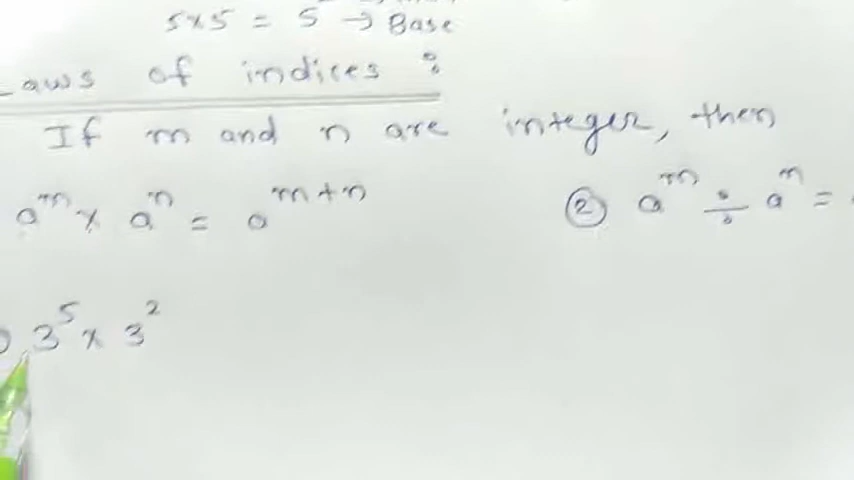 5×5 = 5 → Base
Laws of indices :
If m and n are integer, then
a^m × a^n = a^{m+n}
② a^m ÷ a^n =
3^5 × 3^2